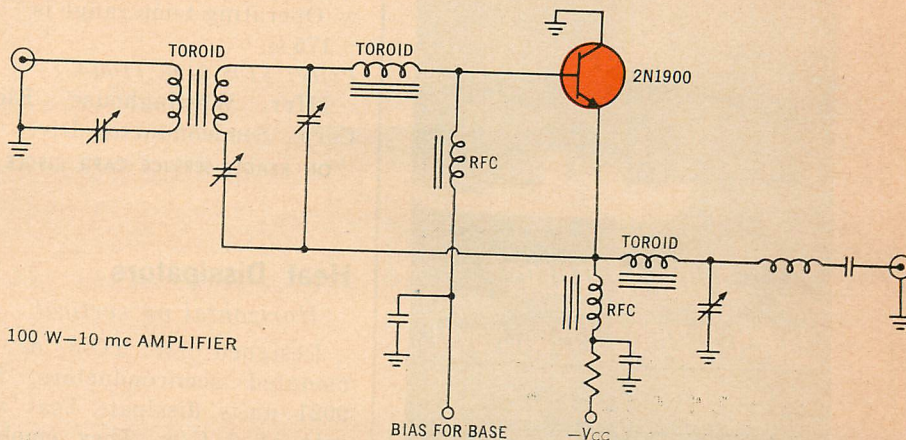 TOROID
TOROID
2N1900
RFC
TOROID
RFC
100 W–10 mc AMPLIFIER
BIAS FOR BASE
–VCC